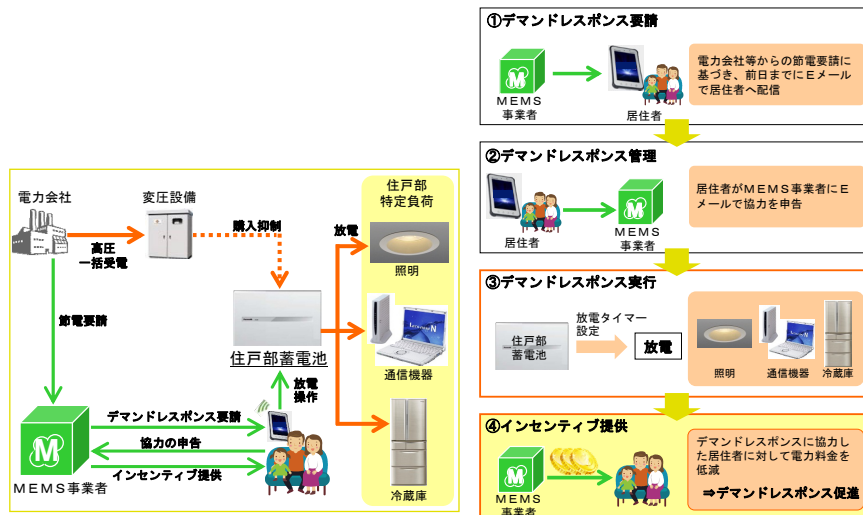 電力会社
変圧設備
高圧
一括受電
購入抑制
放電
住戸部
特定負荷
照明
節電要請
住戸部蓄電池
通信機器
放電
操作
デマンドレスポンス要請
協力の申告
インセンティブ提供
M
MEMS事業者
冷蔵庫
①デマンドレスポンス要請
M
MEMS
事業者
居住者
電力会社等からの節電要請に
基づき、前日までにEメール
で居住者へ配信
②デマンドレスポンス管理
居住者
M
MEMS
事業者
居住者がMEMS事業者にE
メールで協力を申告
③デマンドレスポンス実行
住戸部
蓄電池
放電タイマー
設定
放電
照明
通信機器
冷蔵庫
④インセンティブ提供
M
MEMS
事業者
デマンドレスポンスに協力し
た居住者に対して電力料金を
低減
⇒デマンドレスポンス促進